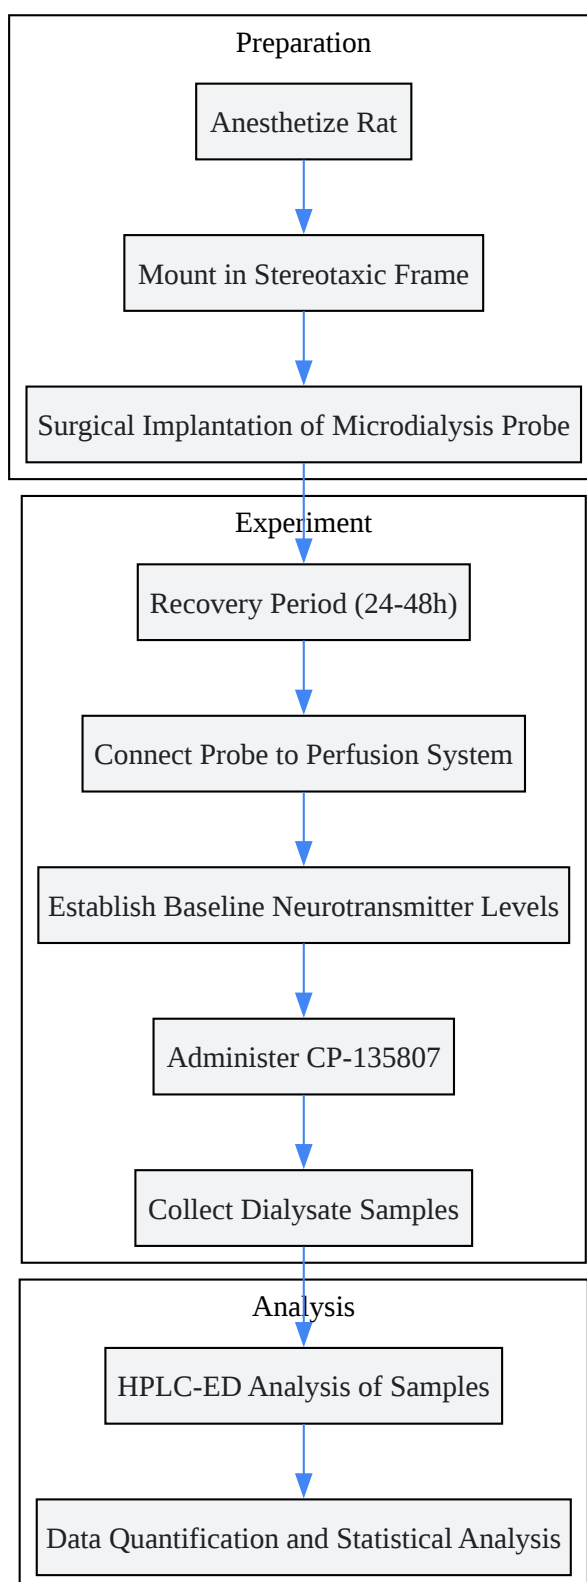 Preparation
Anesthetize Rat
Mount in Stereotaxic Frame
Surgical Implantation of Microdialysis Probe
Experiment
Recovery Period (24-48h)
Connect Probe to Perfusion System
Establish Baseline Neurotransmitter Levels
Administer CP-135807
Collect Dialysate Samples
Analysis
HPLC-ED Analysis of Samples
Data Quantification and Statistical Analysis